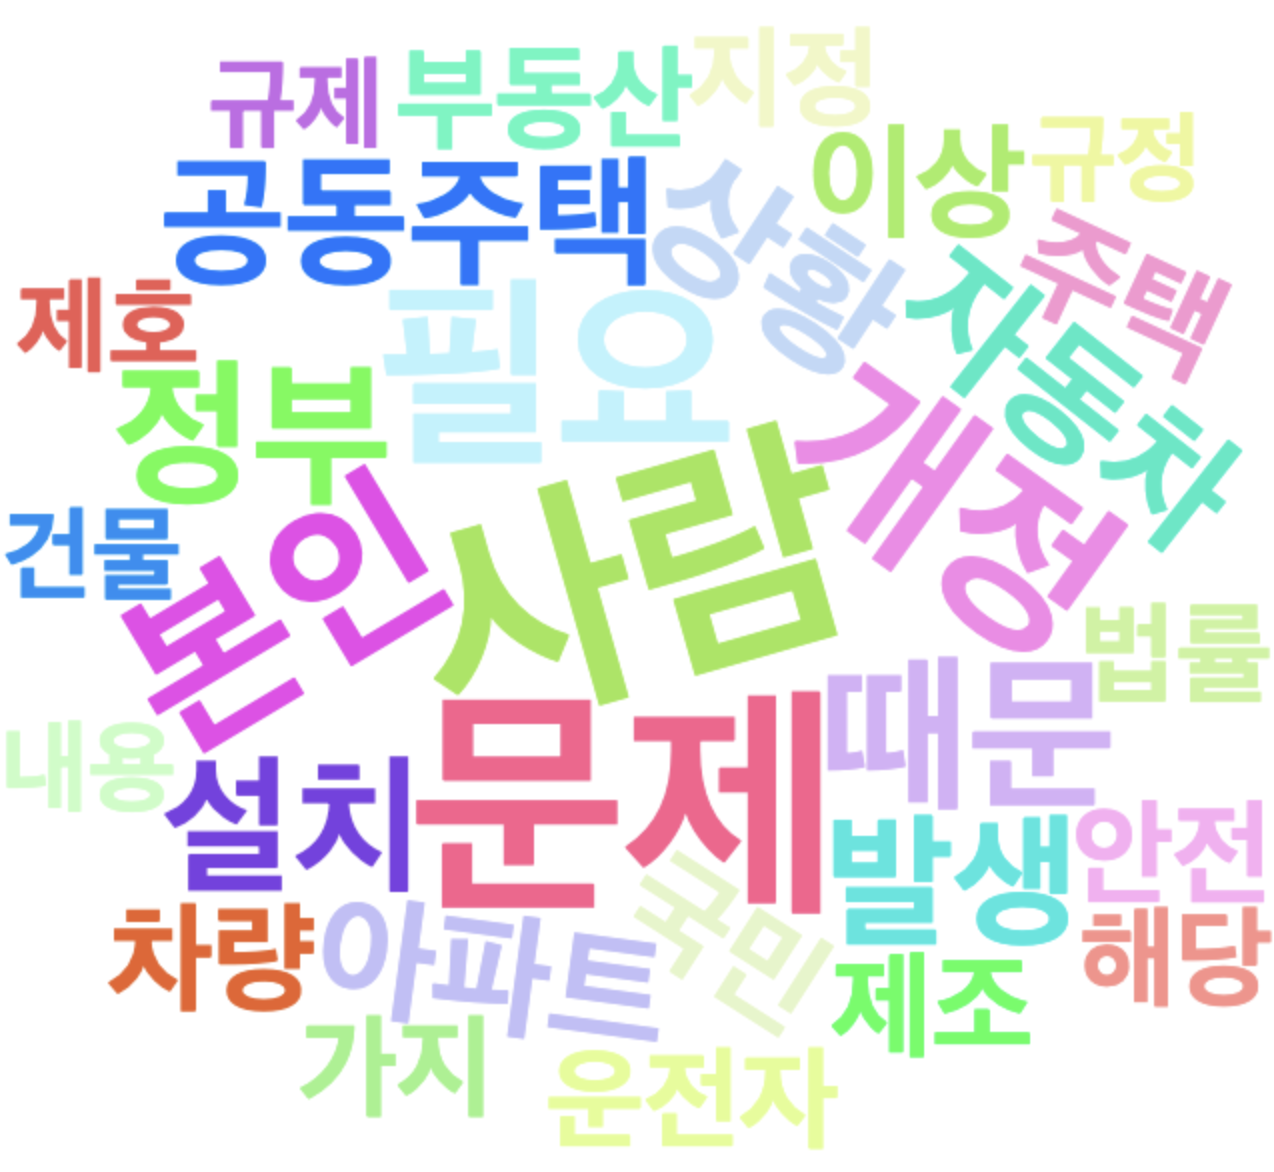 규제
부동산
지정
공동주택
상황
이상
규정
주택
제호
필요
자동차
정부
개정
건물
본인
사람
법률
내용
설치
문제
때문
발생
안전
차량
아파트
국민
제조
해당
가지
운전자